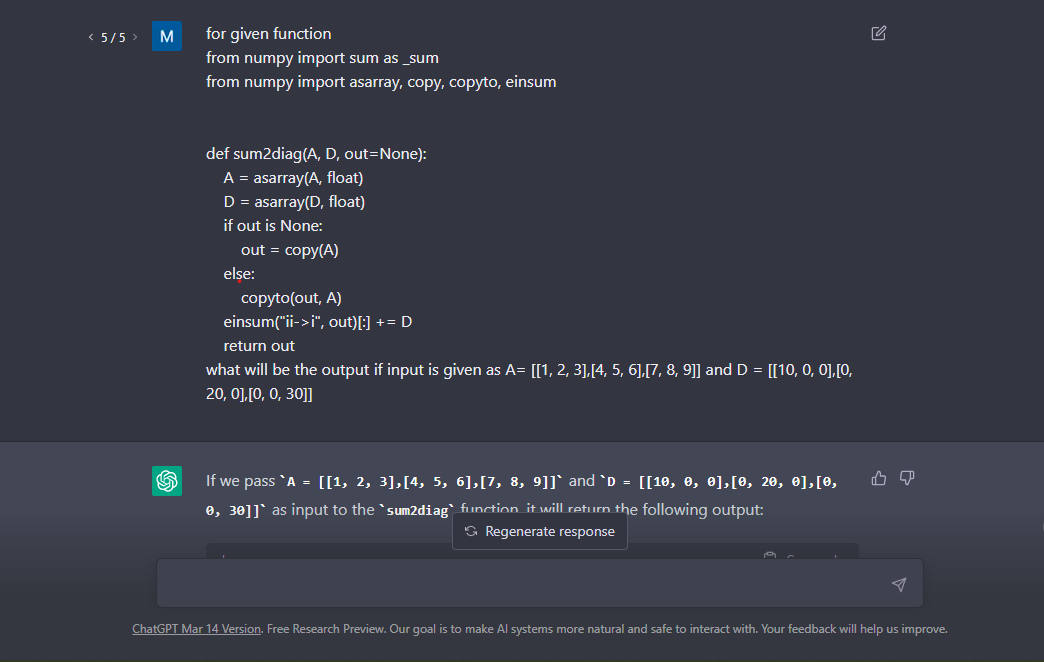 < 5 / 5 >
M
for given function
from numpy import sum as _sum
from numpy import asarray, copy, copyto, einsum
def sum2diag(A, D, out=None):
A = asarray(A, float)
D = asarray(D, float)
if out is None:
out = copy(A)
else:
copyto(out, A)
einsum("ii->i", out)[:] += D
return out
what will be the output if input is given as A= [[1, 2, 3],[4, 5, 6],[7, 8, 9]] and D = [[10, 0, 0],[0,
20, 0],[0, 0, 30]]
If we pass `A = [[1, 2, 3],[4, 5, 6],[7, 8, 9]]` and `D = [[10, 0, 0],[0, 20, 0],[0,
0, 30]]` as input to the `sum2diag` function, it will return the following output:
Regenerate response
ChatGPT Mar 14 Version. Free Research Preview. Our goal is to make AI systems more natural and safe to interact with. Your feedback will help us improve.